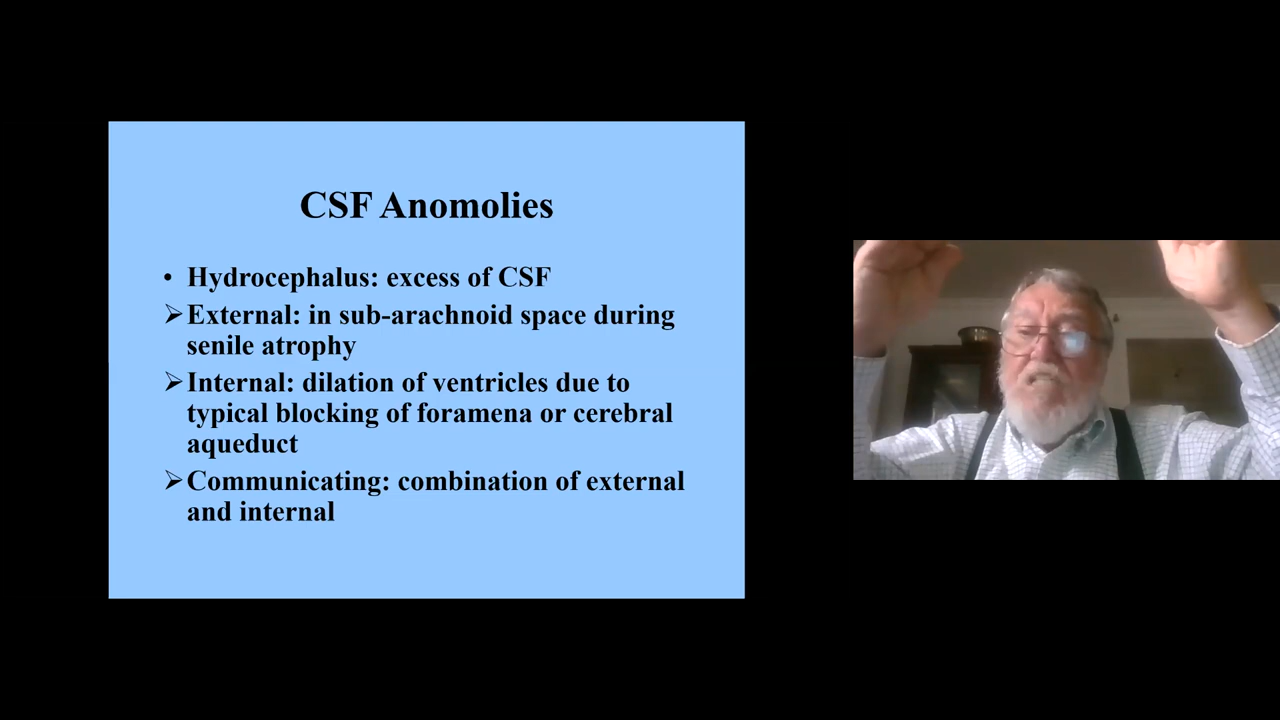 CSF Anomolies
• Hydrocephalus: excess of CSF
➢External: in sub-arachnoid space during
senile atrophy
➢Internal: dilation of ventricles due to
typical blocking of foramena or cerebral
aqueduct
➢Communicating: combination of external
and internal